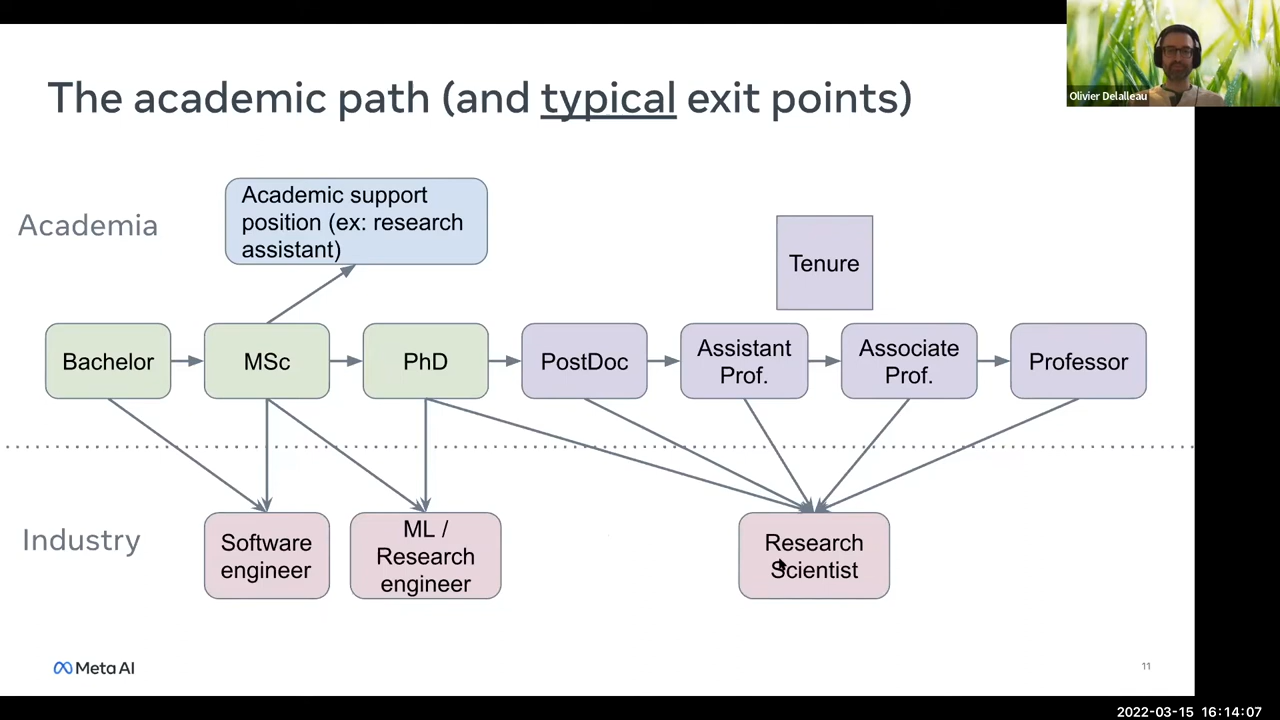 The academic path (and typical exit points)
Olivier Delalleau
Academia
Academic support
position (ex: research
assistant)
Tenure
Bachelor
MSc
PhD
PostDoc
Assistant
Prof.
Associate
Prof.
Professor
Industry
Software
engineer
ML /
Research
engineer
Research
Scientist
Meta AI
11
2022-03-15 16:14:07